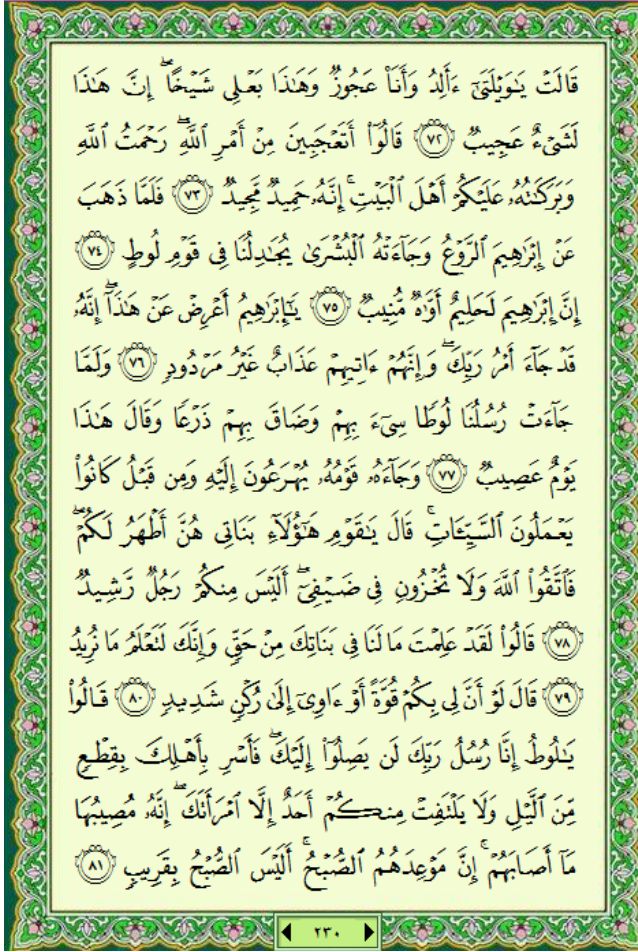 قَالَتْ يَـٰوَيْلَتَىٰٓ ءَأَلِدُ وَأَنَا۠ عَجُوزٌ وَهَـٰذَا بَعْلِى شَيْخًا ۖ إِنَّ هَـٰذَا
لَشَىْءٌ عَجِيبٌ ﴿٧٢﴾ قَالُوٓا۟ أَتَعْجَبِينَ مِنْ أَمْرِ ٱللَّهِ ۖ رَحْمَتُ ٱللَّهِ
وَبَرَكَـٰتُهُۥ عَلَيْكُمْ أَهْلَ ٱلْبَيْتِ ۚ إِنَّهُۥ حَمِيدٌ مَّجِيدٌ ﴿٧٣﴾ فَلَمَّا ذَهَبَ
عَنْ إِبْرَٰهِيمَ ٱلرَّوْعُ وَجَآءَتْهُ ٱلْبُشْرَىٰ يُجَـٰدِلُنَا فِى قَوْمِ لُوطٍ ﴿٧٤﴾
إِنَّ إِبْرَٰهِيمَ لَحَلِيمٌ أَوَّٰهٌ مُّنِيبٌ ﴿٧٥﴾ يَـٰٓإِبْرَٰهِيمُ أَعْرِضْ عَنْ هَـٰذَآ ۖ إِنَّهُۥ
قَدْ جَآءَ أَمْرُ رَبِّكَ ۖ وَإِنَّهُمْ ءَاتِيهِمْ عَذَابٌ غَيْرُ مَرْدُودٍ ﴿٧٦﴾ وَلَمَّا
جَآءَتْ رُسُلُنَا لُوطًا سِىٓءَ بِهِمْ وَضَاقَ بِهِمْ ذَرْعًا وَقَالَ هَـٰذَا
يَوْمٌ عَصِيبٌ ﴿٧٧﴾ وَجَآءَهُۥ قَوْمُهُۥ يُهْرَعُونَ إِلَيْهِ وَمِن قَبْلُ كَانُوا۟
يَعْمَلُونَ ٱلسَّيِّـَٔاتِ ۚ قَالَ يَـٰقَوْمِ هَـٰٓؤُلَآءِ بَنَاتِى هُنَّ أَطْهَرُ لَكُمْ ۖ
فَٱتَّقُوا۟ ٱللَّهَ وَلَا تُخْزُونِ فِى ضَيْفِىٓ ۖ أَلَيْسَ مِنكُمْ رَجُلٌ رَّشِيدٌ
﴿٧٨﴾ قَالُوا۟ لَقَدْ عَلِمْتَ مَا لَنَا فِى بَنَاتِكَ مِنْ حَقٍّ وَإِنَّكَ لَتَعْلَمُ مَا نُرِيدُ
﴿٧٩﴾ قَالَ لَوْ أَنَّ لِى بِكُمْ قُوَّةً أَوْ ءَاوِىٓ إِلَىٰ رُكْنٍ شَدِيدٍ ﴿٨٠﴾ قَالُوا۟
يَـٰلُوطُ إِنَّا رُسُلُ رَبِّكَ لَن يَصِلُوٓا۟ إِلَيْكَ ۖ فَأَسْرِ بِأَهْلِكَ بِقِطْعٍ
مِّنَ ٱلَّيْلِ وَلَا يَلْتَفِتْ مِنكُمْ أَحَدٌ إِلَّا ٱمْرَأَتَكَ ۖ إِنَّهُۥ مُصِيبُهَا
مَآ أَصَابَهُمْ ۚ إِنَّ مَوْعِدَهُمُ ٱلصُّبْحُ ۚ أَلَيْسَ ٱلصُّبْحُ بِقَرِيبٍ ﴿٨١﴾
٢٣٠